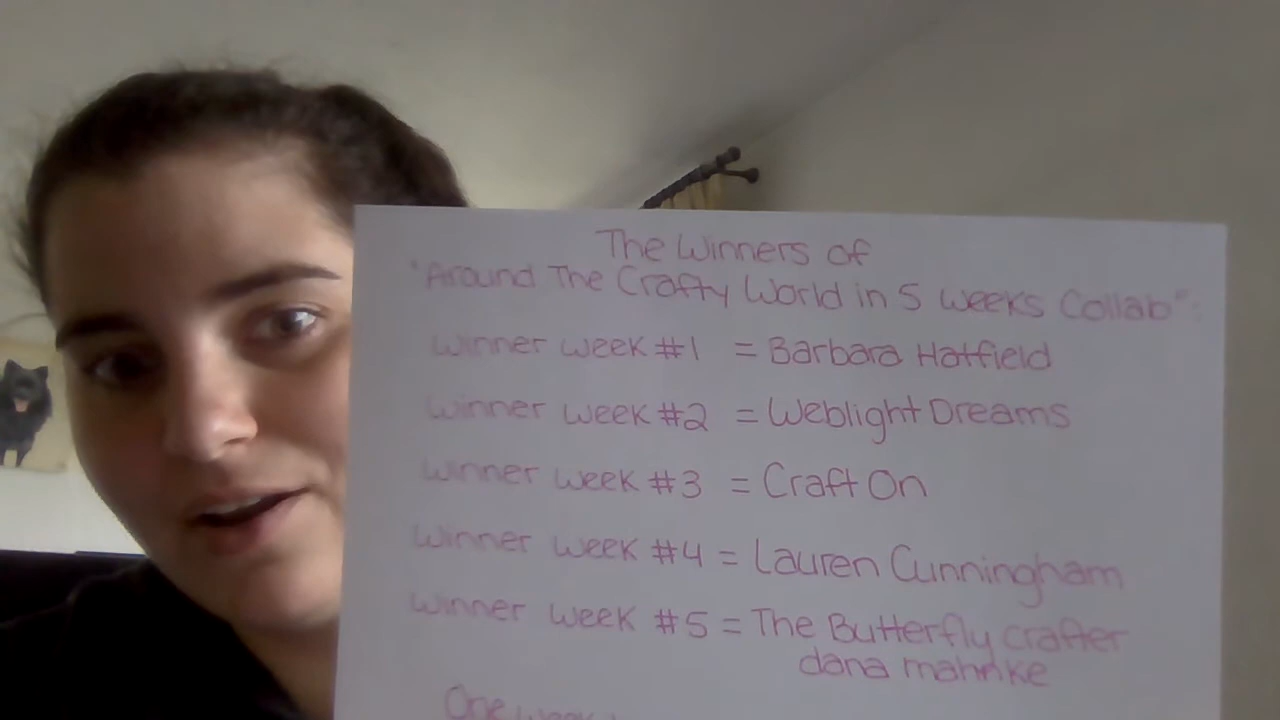 The Winners of
"Around The Crafty World in 5 weeks Collab":
winner week #1 = Barbara Hatfield
winner week #2 = Weblight Dreams
winner week #3 = Craft On
winner week #4 = Lauren Cunningham
winner week #5 = The Butterfly crafter
dana mahnke
One week